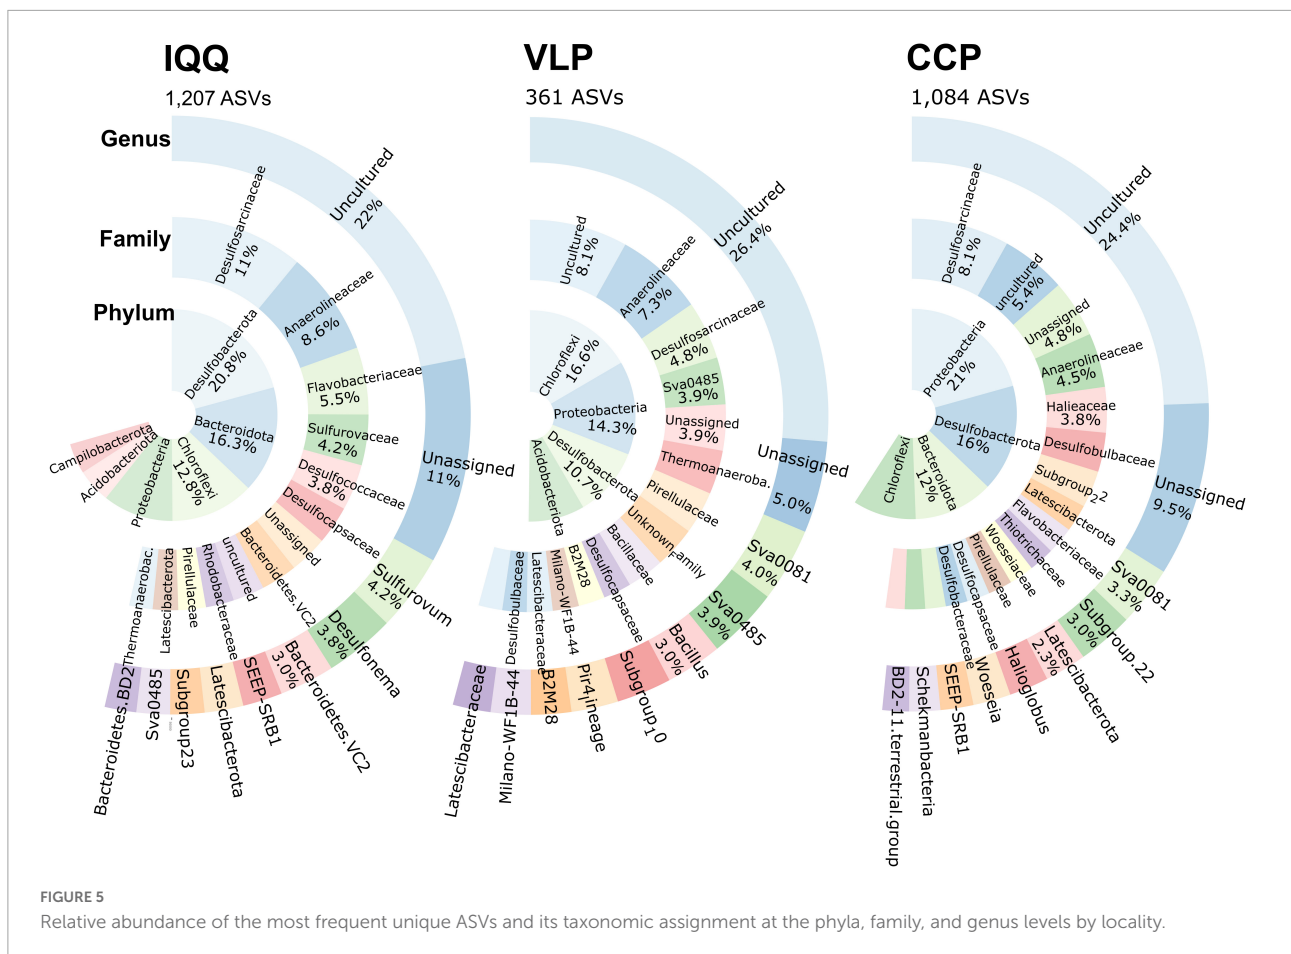 IQQ
1,207 ASVs
Genus
Family
Phylum
Uncultured
22%
Unassigned
11%
Sulfurovum
4.2%
Desulfonema
3.8%
Bacteroidetes.VC2
3.0%
SEEP-SRB1
Latescibacterota
Subgroup23
Sva0485
Bacteroidetes.BD2
Desulfosarcinaceae
11%
Anaerolineaceae
8.6%
Flavobacteriaceae
5.5%
Sulfurovaceae
4.2%
Desulfococcaceae
3.8%
Desulfocapsaceae
Unassigned
Bacteroidetes.VC2
uncultured
Rhodobacteraceae
Pirellulaceae
Latescibacterota
Thermoanaerobac.
Desulfobacterota
20.8%
Bacteroidota
16.3%
Chloroflexi
12.8%
Proteobacteria
Acidobacteriota
Campilobacterota
VLP
361 ASVs
Uncultured
26.4%
Unassigned
5.0%
Sva0081
4.0%
Sva0485
3.9%
Bacillus
3.0%
Subgroup10
Pir4lineage
B2M28
Milano-WF1B-44
Latescibacteraceae
Uncultured
8.1%
Anaerolineaceae
7.3%
Desulfosarcinaceae
4.8%
Sva0485
3.9%
Unassigned
3.9%
Thermoanaeroba.
Pirellulaceae
Unknown.Family
Bacillaceae
Desulfocapsaceae
B2M28
Milano-WF1B-44
Latescibacteraceae
Desulfobulbaceae
Chloroflexi
16.6%
Proteobacteria
14.3%
Desulfobacterota
10.7%
Acidobacteriota
CCP
1,084 ASVs
Uncultured
24.4%
Unassigned
9.5%
Sva0081
3.3%
Subgroup.22
3.0%
Latescibacterota
2.3%
Halioglobus
Woeseia
SEEP-SRB1
Schekmanbacteria
BD2-11.terrestrial.group
Desulfosarcinaceae
8.1%
uncultured
5.4%
Unassigned
4.8%
Anaerolineaceae
4.5%
Halieaceae
3.8%
Desulfobulbaceae
Subgroup_22
Latescibacterota
Flavobacteriaceae
Thiotrichaceae
Woeseiaceae
Pirellulaceae
Desulfocapsaceae
Desulfobacteraceae
Proteobacteria
21%
Desulfobacterota
16%
Bacteroidota
12%
Chloroflexi
FIGURE 5
Relative abundance of the most frequent unique ASVs and its taxonomic assignment at the phyla, family, and genus levels by locality.